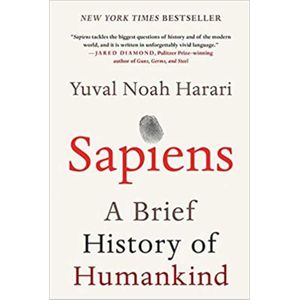 NEW YORK TIMES BESTSELLER
"Sapiens tackles the biggest questions of history and of the modern
world, and it is written in unforgettably vivid language."
—JARED DIAMOND, Pulitzer Prize–winning
author of Guns, Germs, and Steel
Yuval Noah Harari
Sapiens
A Brief
History of
Humankind